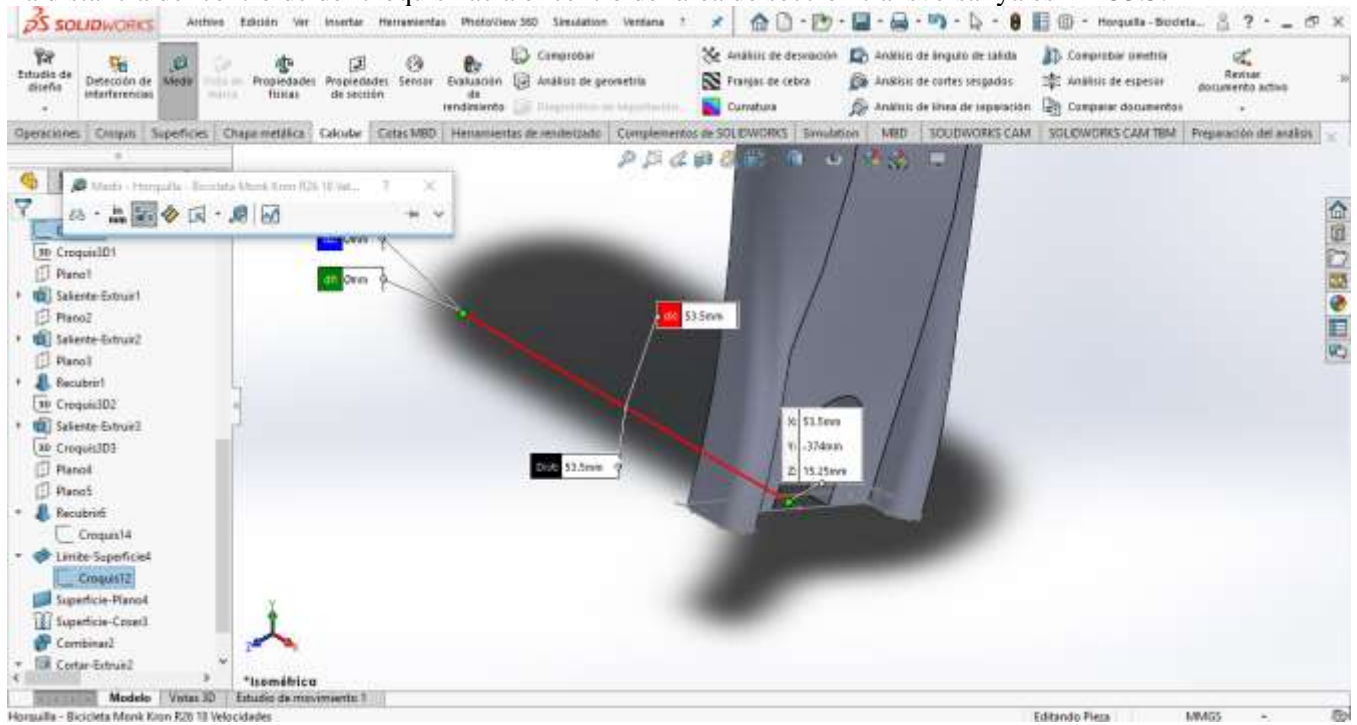 SOLIDWORKS Archivo Edición Ver Insertar Herramientas PhotoView 360 Simulation Ventana ? Horquilla - Bicicleta... ?
Estudio de diseño
Detección de interferencias
Medir
Propiedades físicas
Propiedades de sección
Sensor
Evaluación de rendimiento
Comprobar
Análisis de geometría
Análisis de desviación
Franjas de cebra
Curvatura
Análisis de ángulo de salida
Análisis de cortes sesgados
Análisis de línea de separación
Comprobar simetría
Análisis de espesor
Comparar documentos
Revisar documento activo
Operaciones Croquis Superficies Chapa metálica Calcular Cotas MBD Herramientas de renderizado Complementos de SOLIDWORKS Simulation MBD SOLIDWORKS CAM SOLIDWORKS CAM TBM Preparación del análisis
Medir - Horquilla - Bicicleta Monk Kron R26 18 Vel... ?
in
mm
3D Croquis3D1
Plano1
Saliente-Extruir1
Plano2
Saliente-Extruir2
Plano3
Recubrir1
3D Croquis3D2
Saliente-Extruir3
3D Croquis3D3
Plano4
Plano5
Recubrir6
Croquis14
Límite-Superficie4
Croquis12
Superficie-Plano4
Superficie-Coser3
Combinar2
Cortar-Extruir2
0mm
dY: 0mm
dX: 53.5mm
Dist: 53.5mm
X: 53.5mm
Y: -374mm
Z: 15.25mm
Y
Z
X
*Isométrica
Modelo Vistas 3D Estudio de movimiento 1
Horquilla - Bicicleta Monk Kron R26 18 Velocidades Editando Pieza MMGS